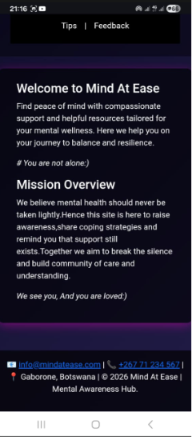 21:16
68
Tips | Feedback
Welcome to Mind At Ease
Find peace of mind with compassionate
support and helpful resources tailored for
your mental wellness. Here we help you on
your journey to balance and resilience.
# You are not alone:)
Mission Overview
We believe mental health should never be
taken lightly.Hence this site is here to raise
awareness,share coping strategies and
remind you that support still
exists.Together we aim to break the silence
and build community of care and
understanding.
We see you, And you are loved:)
info@mindatease.com | +267 71 234 567 |
Gaborone, Botswana | © 2026 Mind At Ease |
Mental Awareness Hub.